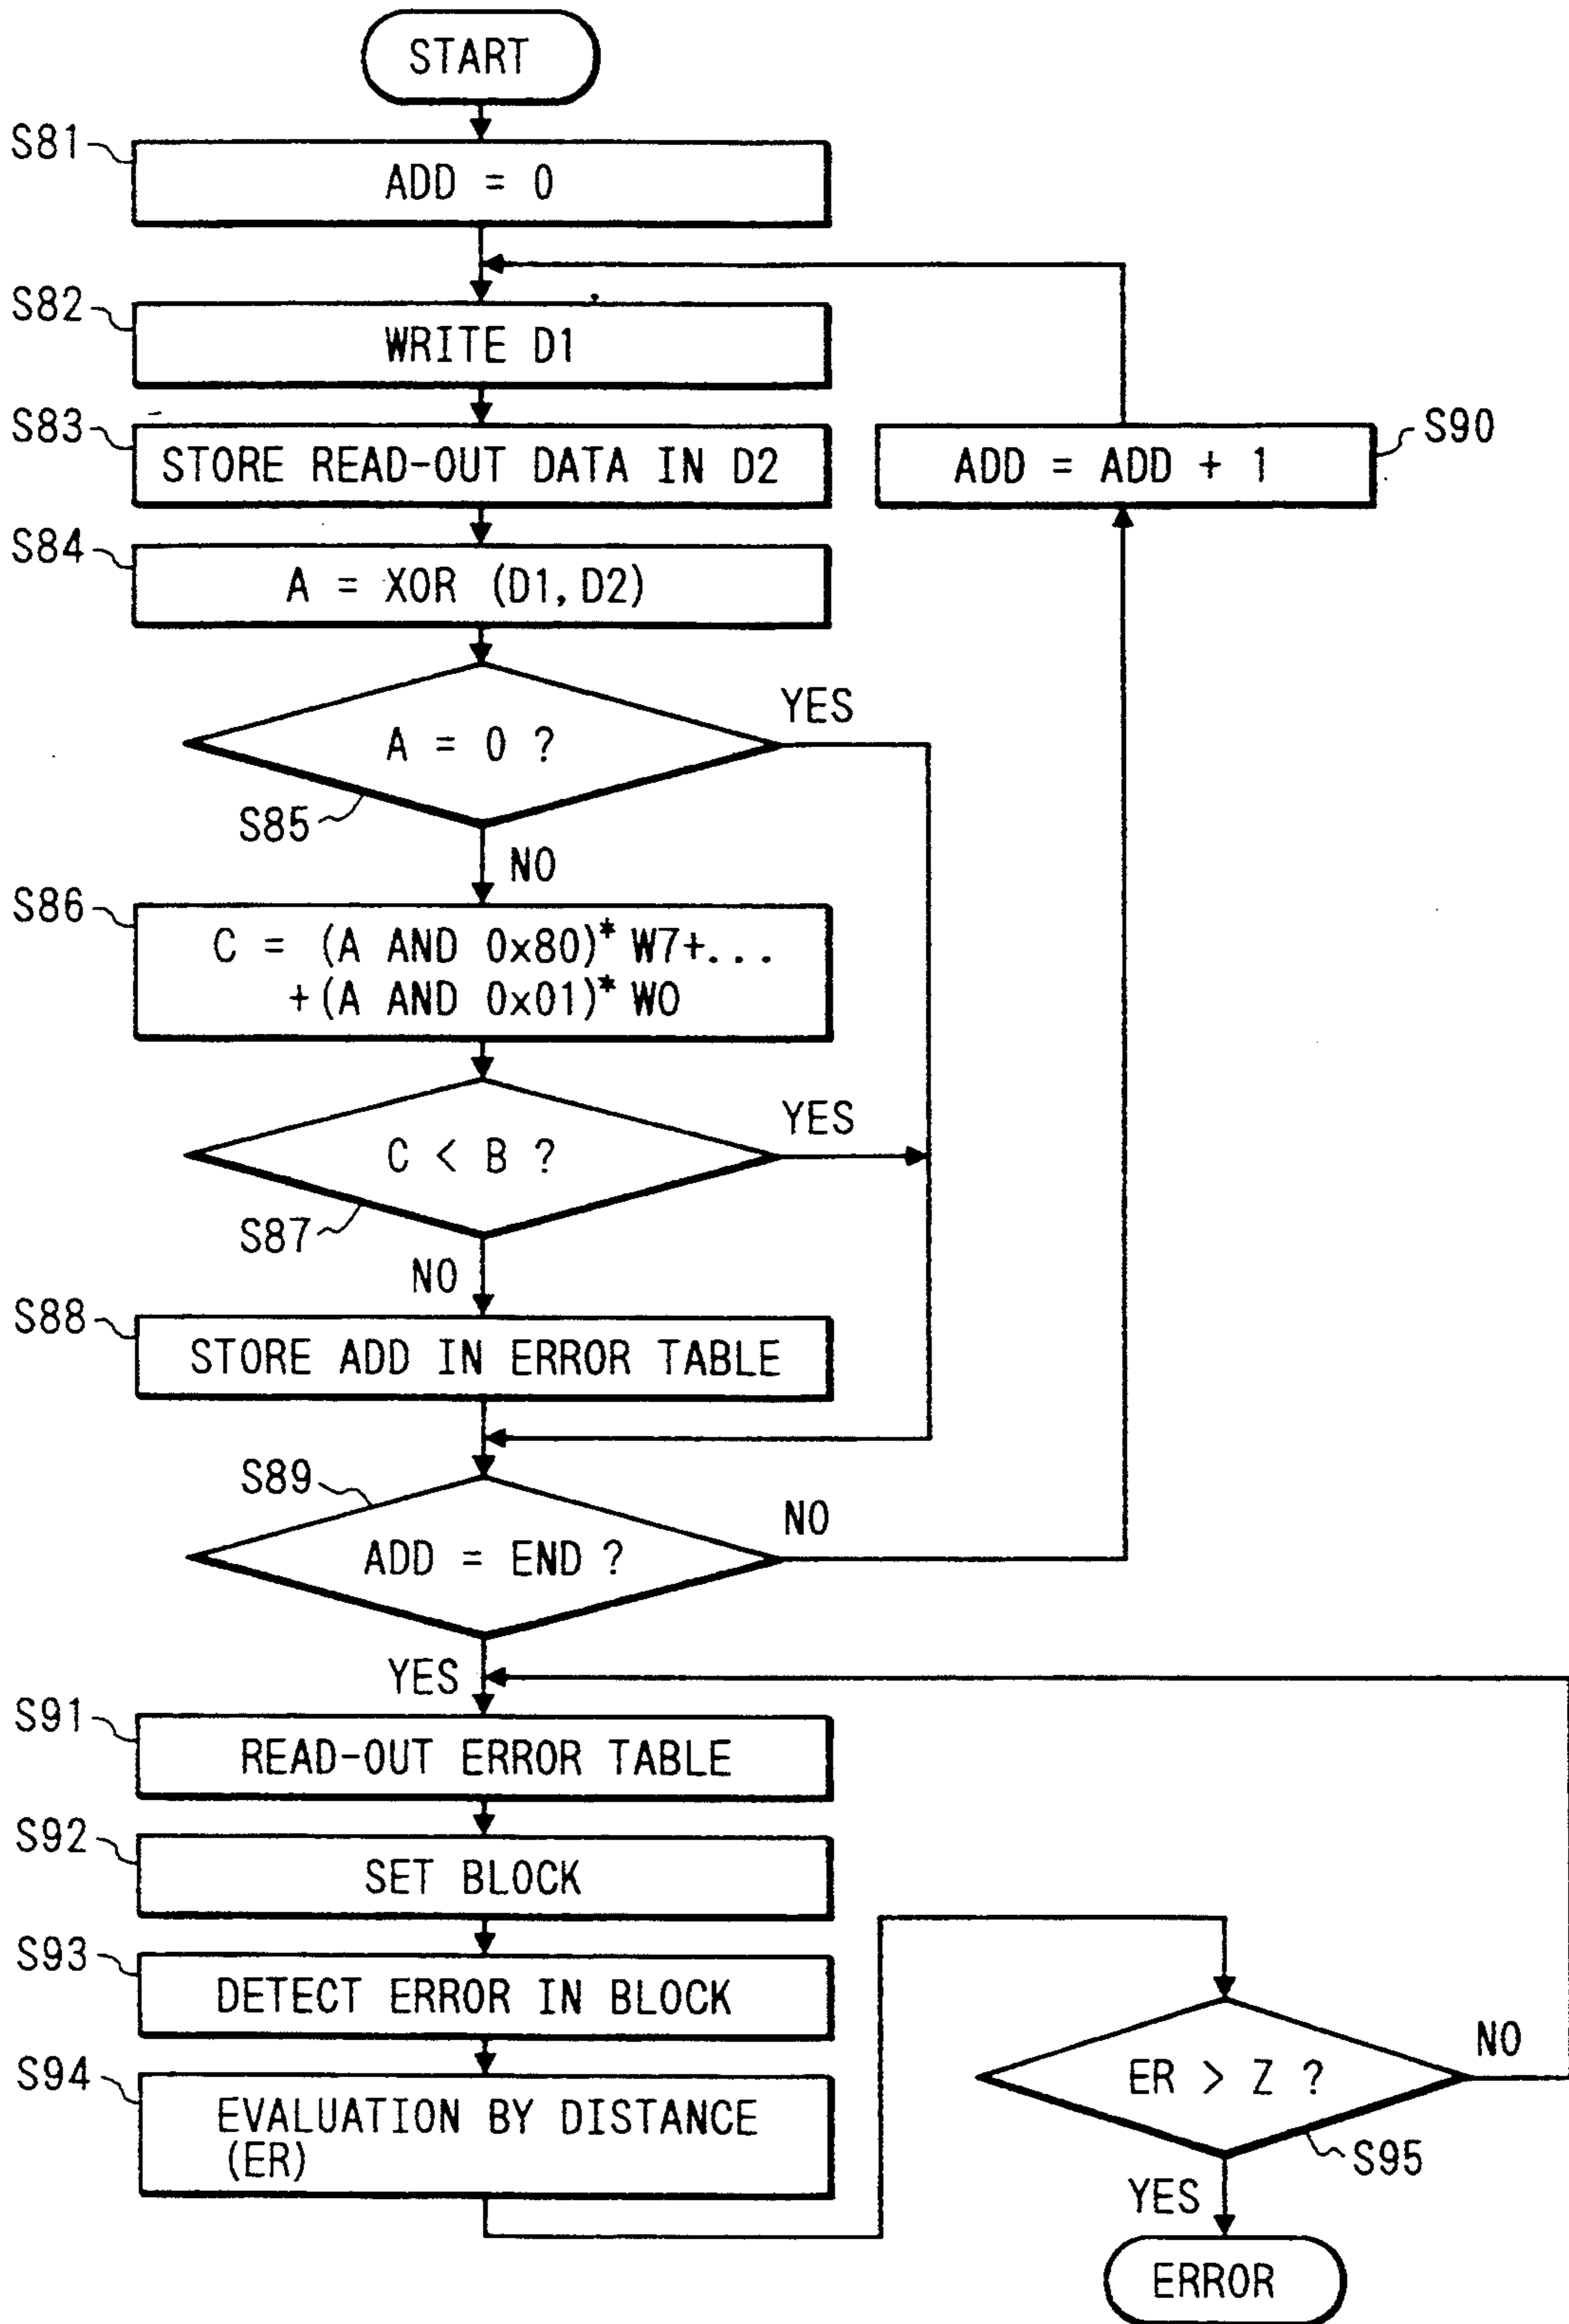 START
S81
ADD = 0
S82
WRITE D1
S83
STORE READ-OUT DATA IN D2
S90
ADD = ADD + 1
S84
A = XOR (D1, D2)
A = 0 ?
YES
S85
NO
S86
C = (A AND 0x80)* W7+...
+(A AND 0x01)* W0
C < B ?
YES
S87
NO
S88
STORE ADD IN ERROR TABLE
S89
ADD = END ?
NO
YES
S91
READ-OUT ERROR TABLE
S92
SET BLOCK
S93
DETECT ERROR IN BLOCK
S94
EVALUATION BY DISTANCE
(ER)
ER > Z ?
NO
S95
YES
ERROR